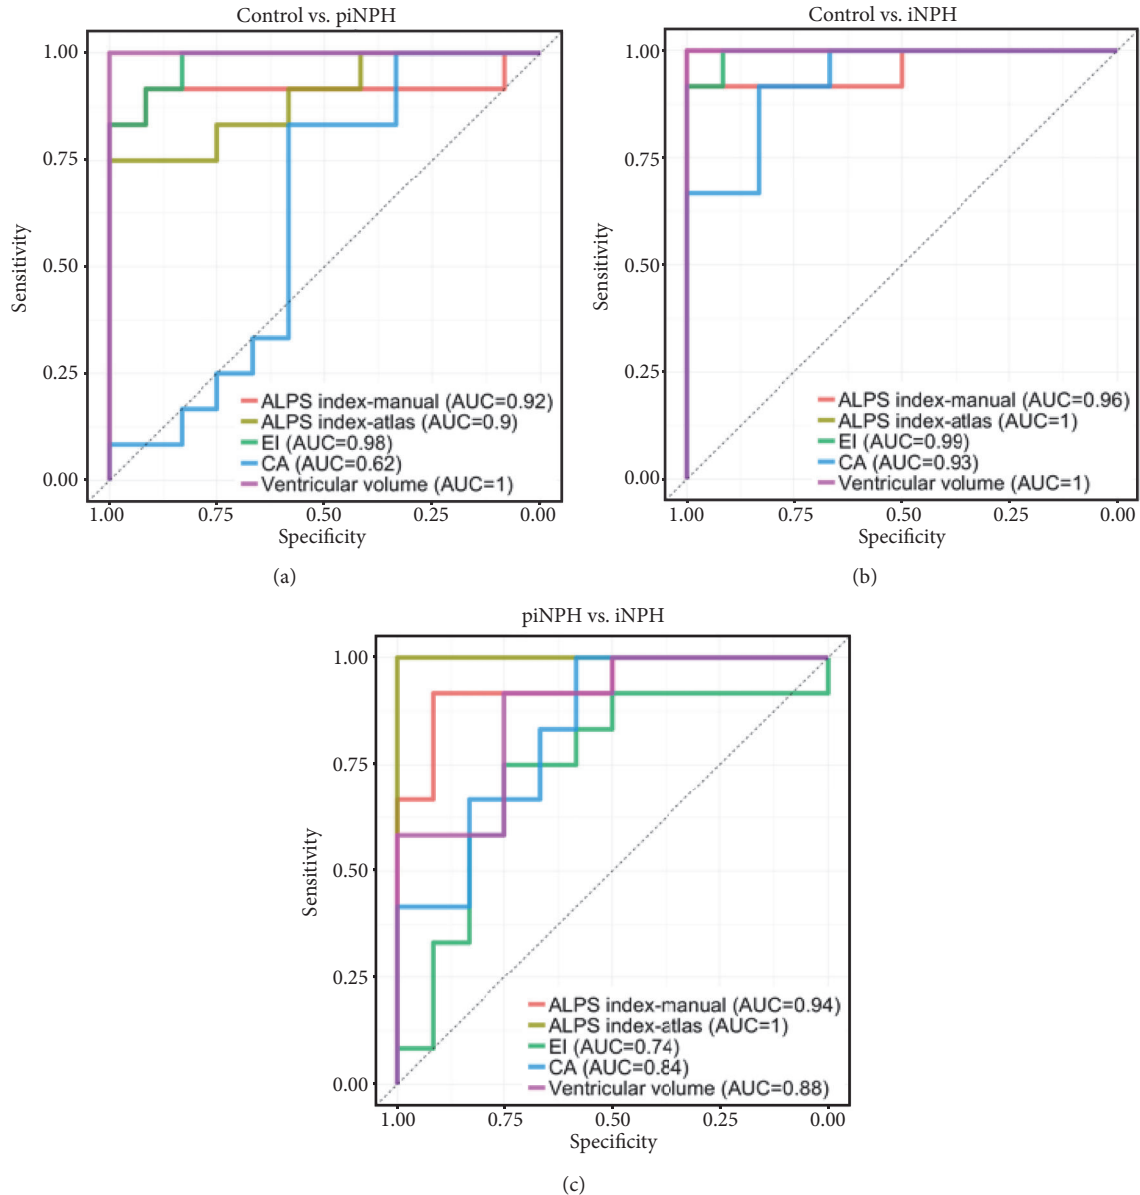 Control vs. piNPH
1.00
0.75
0.50
0.25
0.00
Sensitivity
ALPS index-manual (AUC=0.92)
ALPS index-atlas (AUC=0.9)
EI (AUC=0.98)
CA (AUC=0.62)
Ventricular volume (AUC=1)
1.00 0.75 0.50 0.25 0.00
Specificity
(a)
Control vs. iNPH
1.00
0.75
0.50
0.25
0.00
Sensitivity
ALPS index-manual (AUC=0.96)
ALPS index-atlas (AUC=1)
EI (AUC=0.99)
CA (AUC=0.93)
Ventricular volume (AUC=1)
1.00 0.75 0.50 0.25 0.00
Specificity
(b)
piNPH vs. iNPH
1.00
0.75
0.50
0.25
0.00
Sensitivity
ALPS index-manual (AUC=0.94)
ALPS index-atlas (AUC=1)
EI (AUC=0.74)
CA (AUC=0.84)
Ventricular volume (AUC=0.88)
1.00 0.75 0.50 0.25 0.00
Specificity
(c)